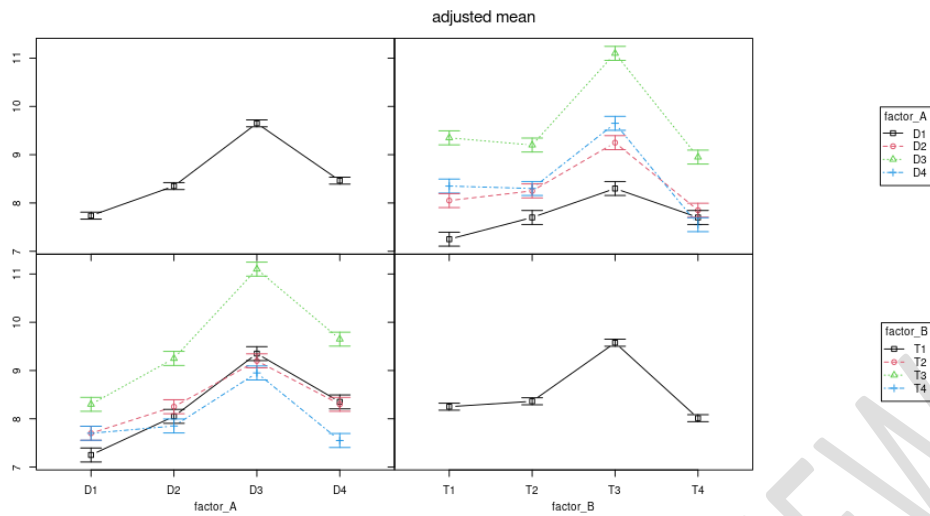 adjusted mean
11
10
9
8
7
factor_A
D1
D2
D3
D4
11
10
9
8
7
factor_B
T1
T2
T3
T4
D1 D2 D3 D4
T1 T2 T3 T4
factor_A
factor_B